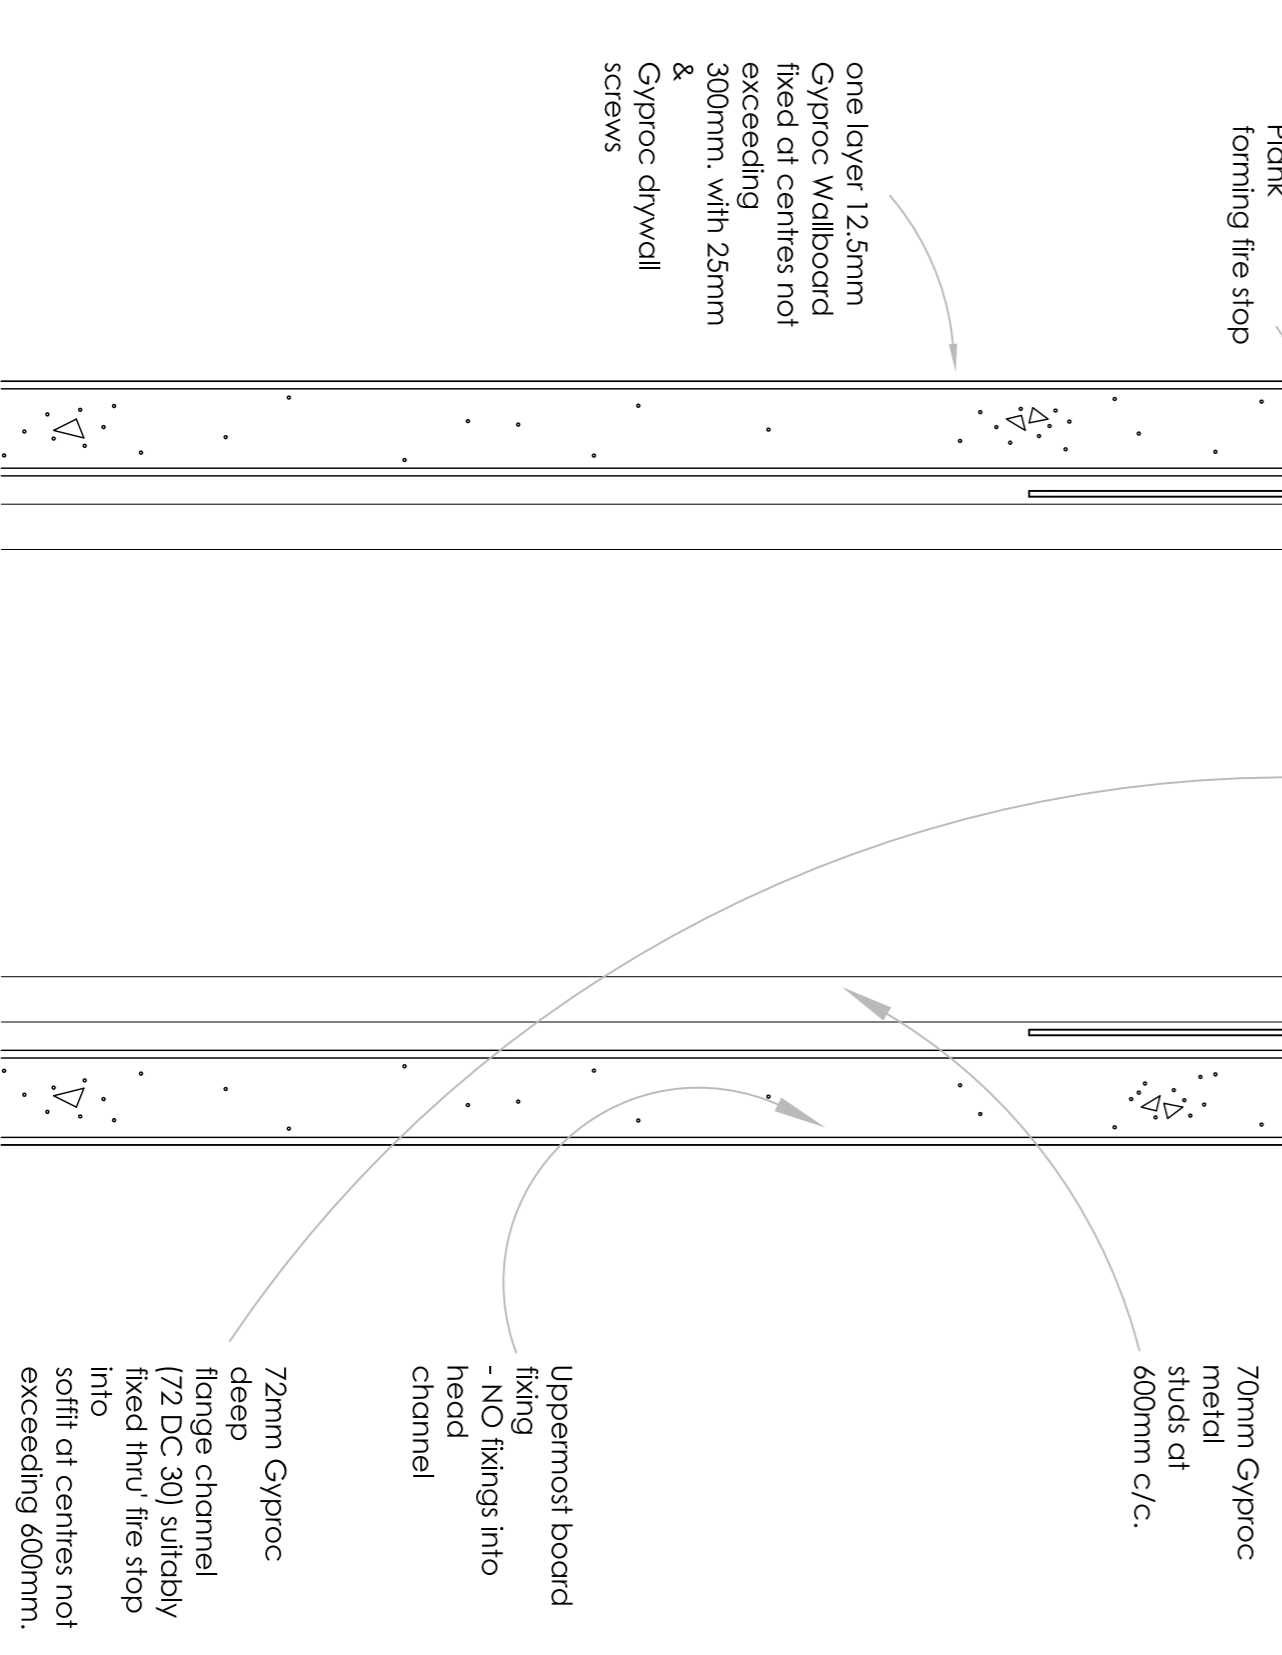 Plank
forming fire stop
one layer 12.5mm
Gyproc Wallboard
fixed at centres not
exceeding
300mm. with 25mm
&
Gyproc drywall
screws
70mm Gyproc
metal
studs at
600mm c/c.
Uppermost board
fixing
- NO fixings into
head
channel
72mm Gyproc
deep
flange channel
(72 DC 30) suitably
fixed thru' fire stop
into
soffit at centres not
exceeding 600mm.